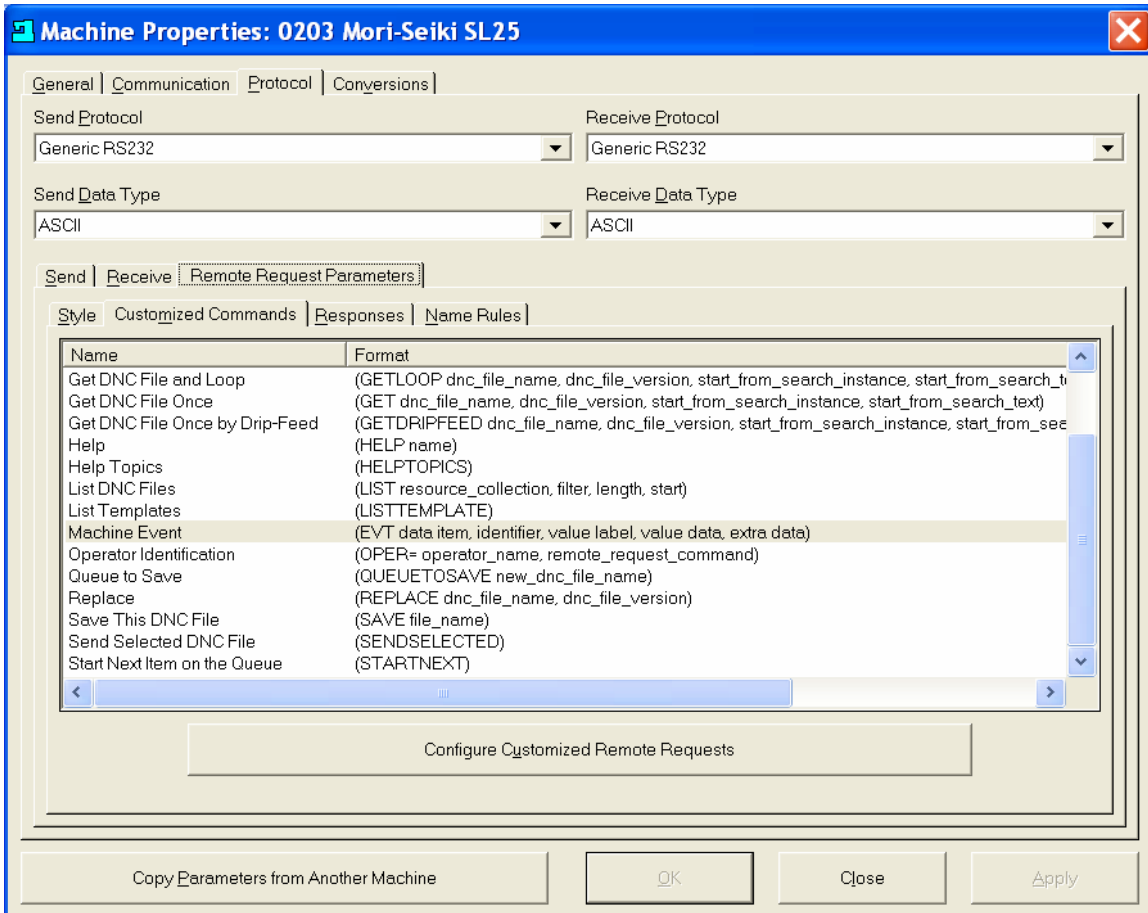 Machine Properties: 0203 Mori-Seiki SL25
General Communication Protocol Conversions
Send Protocol Receive Protocol
Generic RS232 Generic RS232
Send Data Type Receive Data Type
ASCII ASCII
Send Receive Remote Request Parameters
Style Customized Commands Responses Name Rules
Name Format
Get DNC File and Loop (GETLOOP dnc_file_name, dnc_file_version, start_from_search_instance, start_from_search_t
Get DNC File Once (GET dnc_file_name, dnc_file_version, start_from_search_instance, start_from_search_text)
Get DNC File Once by Drip-Feed (GETDRIPFEED dnc_file_name, dnc_file_version, start_from_search_instance, start_from_sea
Help (HELP name)
Help Topics (HELPTOPICS)
List DNC Files (LIST resource_collection, filter, length, start)
List Templates (LISTTEMPLATE)
Machine Event (EVT data item, identifier, value label, value data, extra data)
Operator Identification (OPER= operator_name, remote_request_command)
Queue to Save (QUEUETOSAVE new_dnc_file_name)
Replace (REPLACE dnc_file_name, dnc_file_version)
Save This DNC File (SAVE file_name)
Send Selected DNC File (SENDSELECTED)
Start Next Item on the Queue (STARTNEXT)
Configure Customized Remote Requests
Copy Parameters from Another Machine OK Close Apply